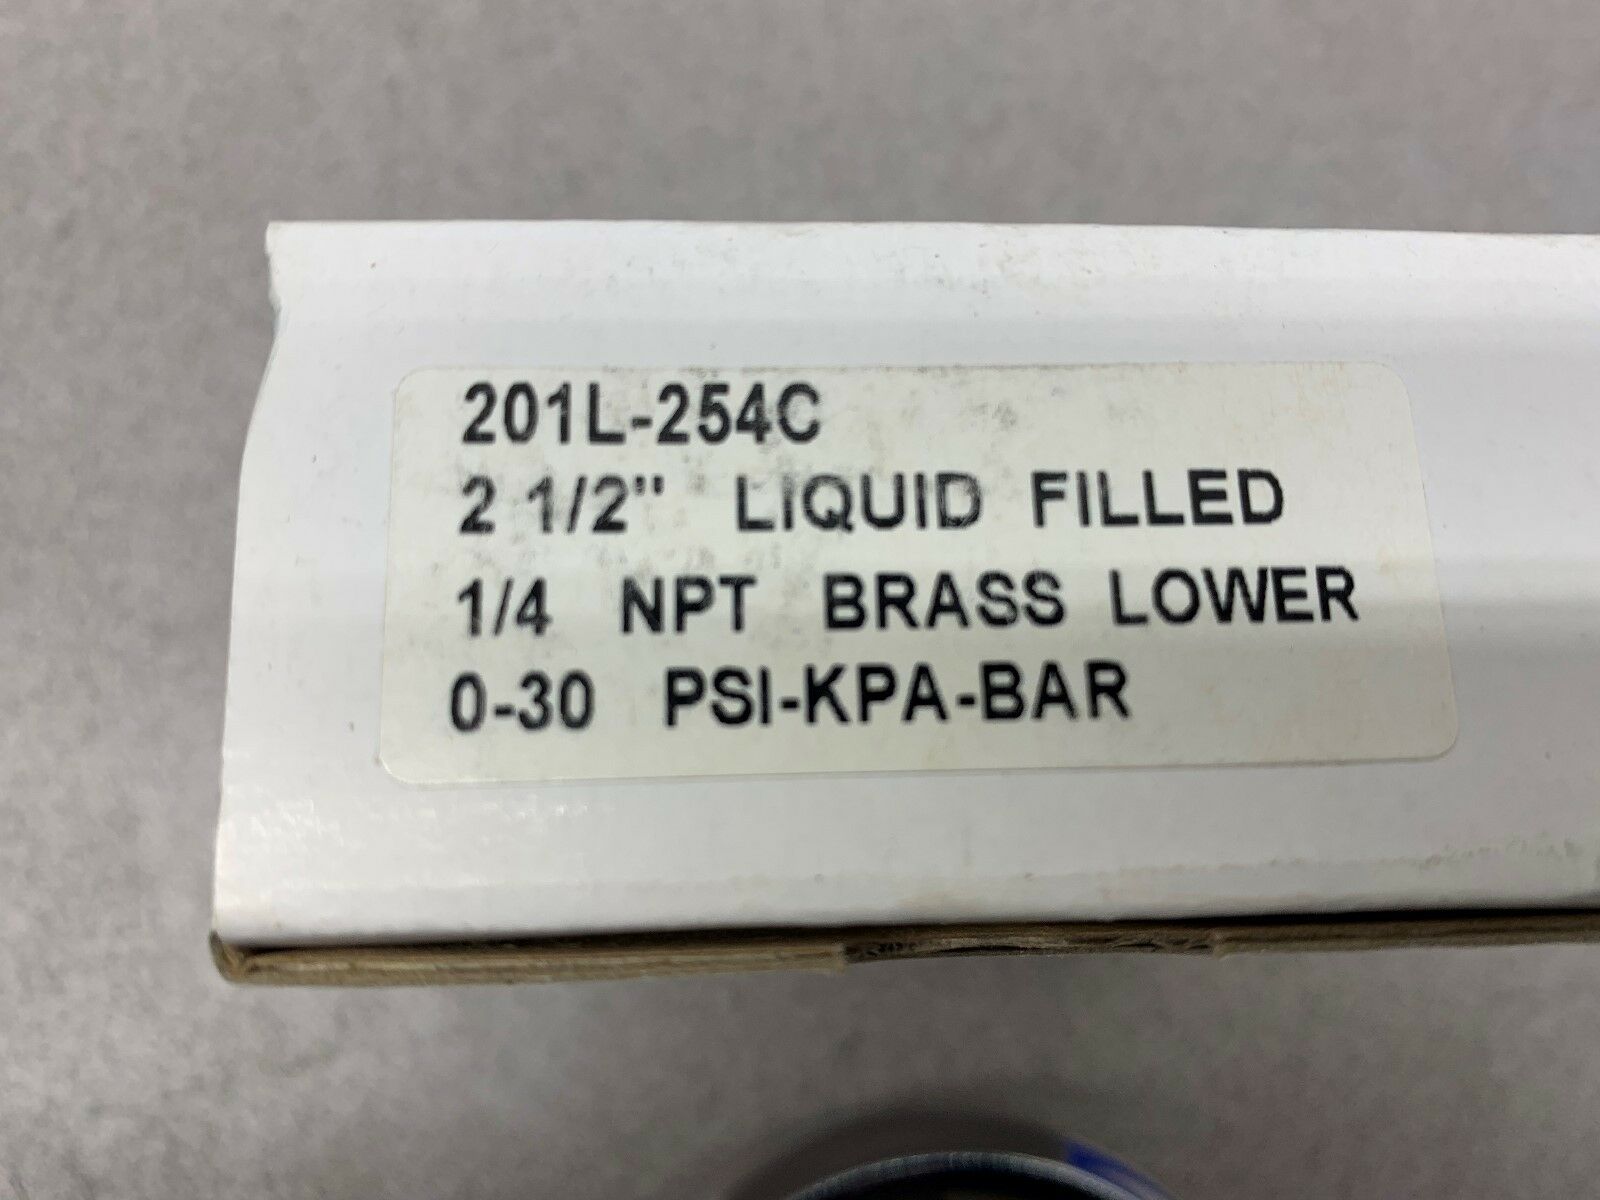 201L-254C
2 1/2" LIQUID FILLED
1/4 NPT BRASS LOWER
0-30 PSI-KPA-BAR